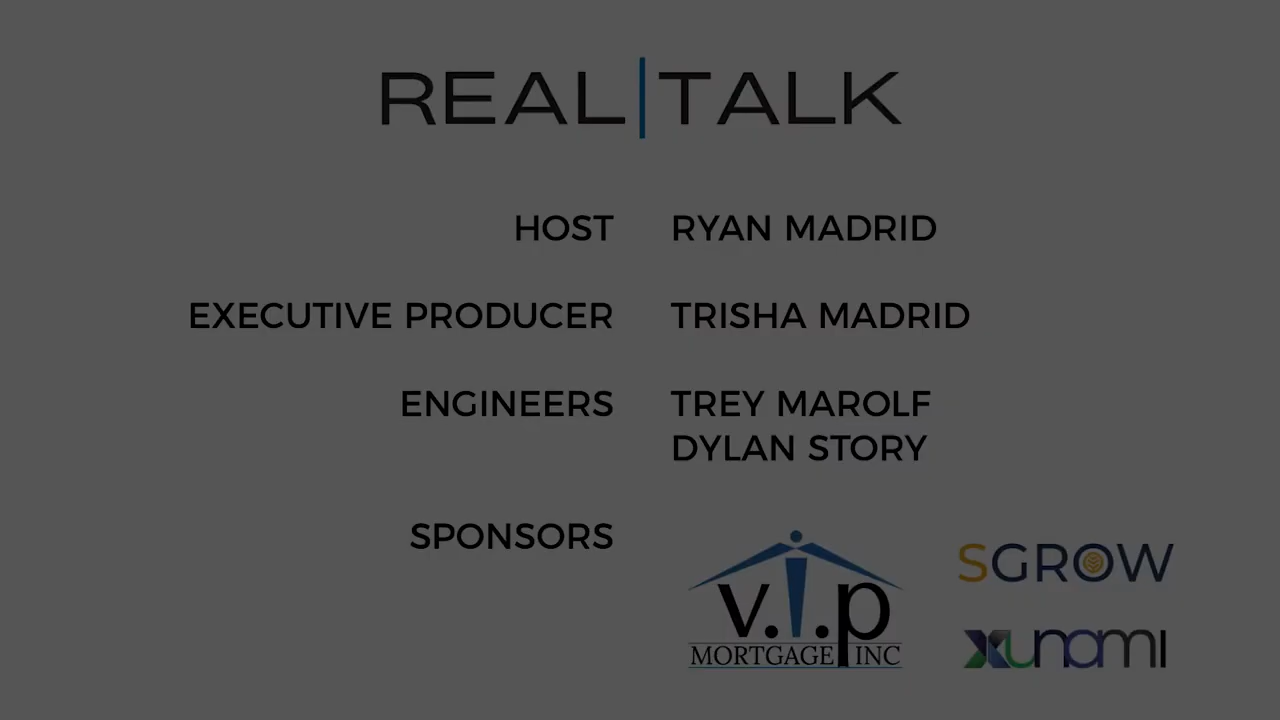 REAL|TALK
HOST RYAN MADRID
EXECUTIVE PRODUCER TRISHA MADRID
ENGINEERS TREY MAROLF
DYLAN STORY
SPONSORS
v.i.p
MORTGAGE INC
SGROW
XUNAMI